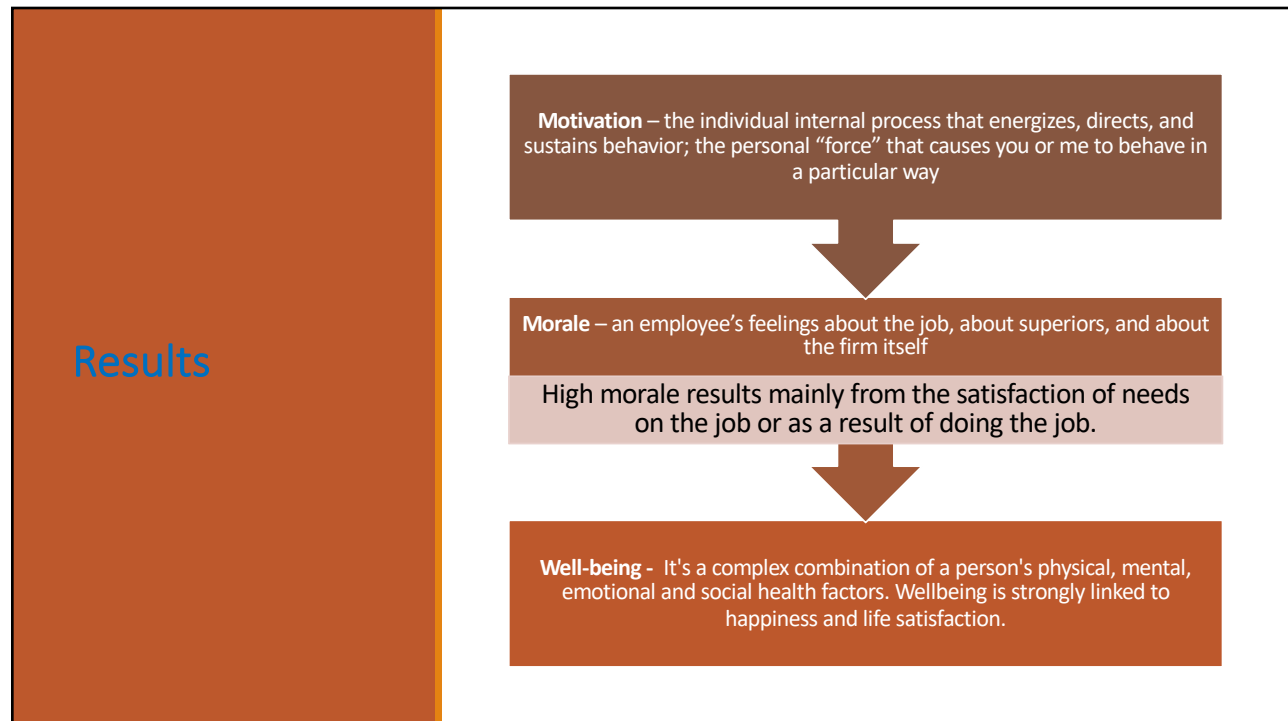 Results
Motivation – the individual internal process that energizes, directs, and
sustains behavior; the personal “force” that causes you or me to behave in
a particular way
Morale – an employee’s feelings about the job, about superiors, and about
the firm itself
High morale results mainly from the satisfaction of needs
on the job or as a result of doing the job.
Well-being -  It's a complex combination of a person's physical, mental,
emotional and social health factors. Wellbeing is strongly linked to
happiness and life satisfaction.